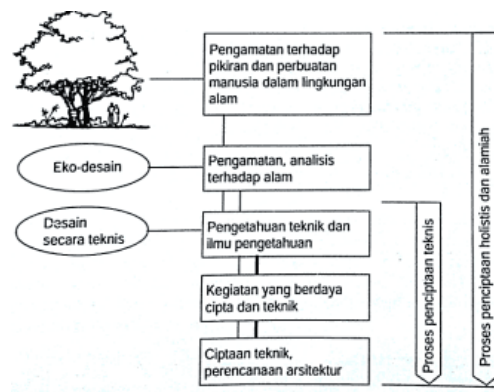 Pengamatan terhadap
pikiran dan perbuatan
manusia dalam lingkungan
alam
Eko-desain
Pengamatan, analisis
terhadap alam
Desain
secara teknis
Pengetahuan teknik dan
ilmu pengetahuan
Kegiatan yang berdaya
cipta dan teknik
Ciptaan teknik,
perencanaan arsitektur
Proses penciptaan teknis
Proses penciptaan holistis dan alamiah